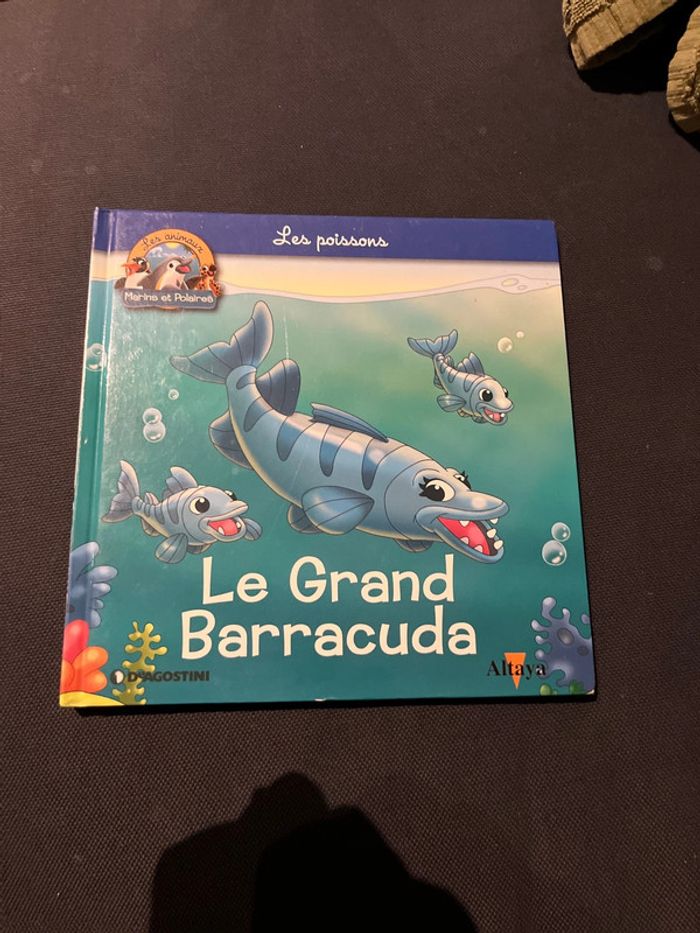 Les poissons
Les animaux
Marins et Polaires
Le Grand
Barracuda
DeAGOSTINI
Altaya